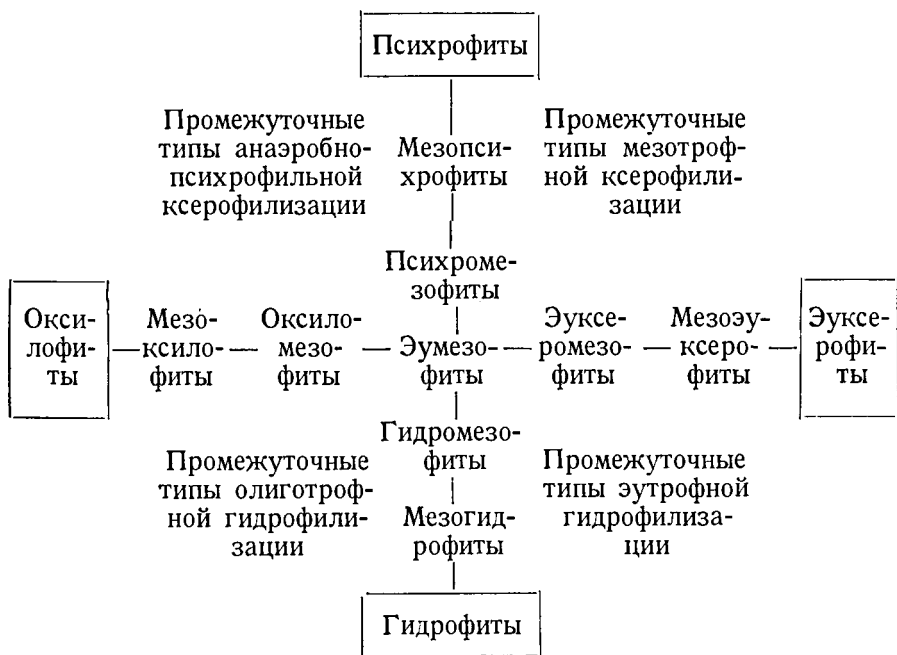 Психрофиты
Промежуточные
типы анаэробно-
психрофильной
ксерофилизации
Мезопси-
хрофиты
Промежуточные
типы мезотроф-
ной ксерофили-
зации
Психроме-
зофиты
Окси-
лофи-
ты
Мезо-
ксило-
фиты
Оксило-
мезо-
фиты
Эумезо-
фиты
Эуксе-
ромезо-
фиты
Мезоэу-
ксеро-
фиты
Эуксе-
рофи-
ты
Гидромезо-
фиты
Промежуточные
типы олиготроф-
ной гидрофили-
зации
Мезогид-
рофиты
Промежуточные
типы эутрофной
гидрофилиза-
ции
Гидрофиты